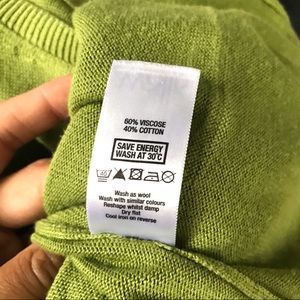 60% VISCOSE
40% COTTON
SAVE ENERGY
WASH AT 30°C
Wash as wool
Wash with similar colours
Reshape whilst damp
Dry flat
Cool iron on reverse